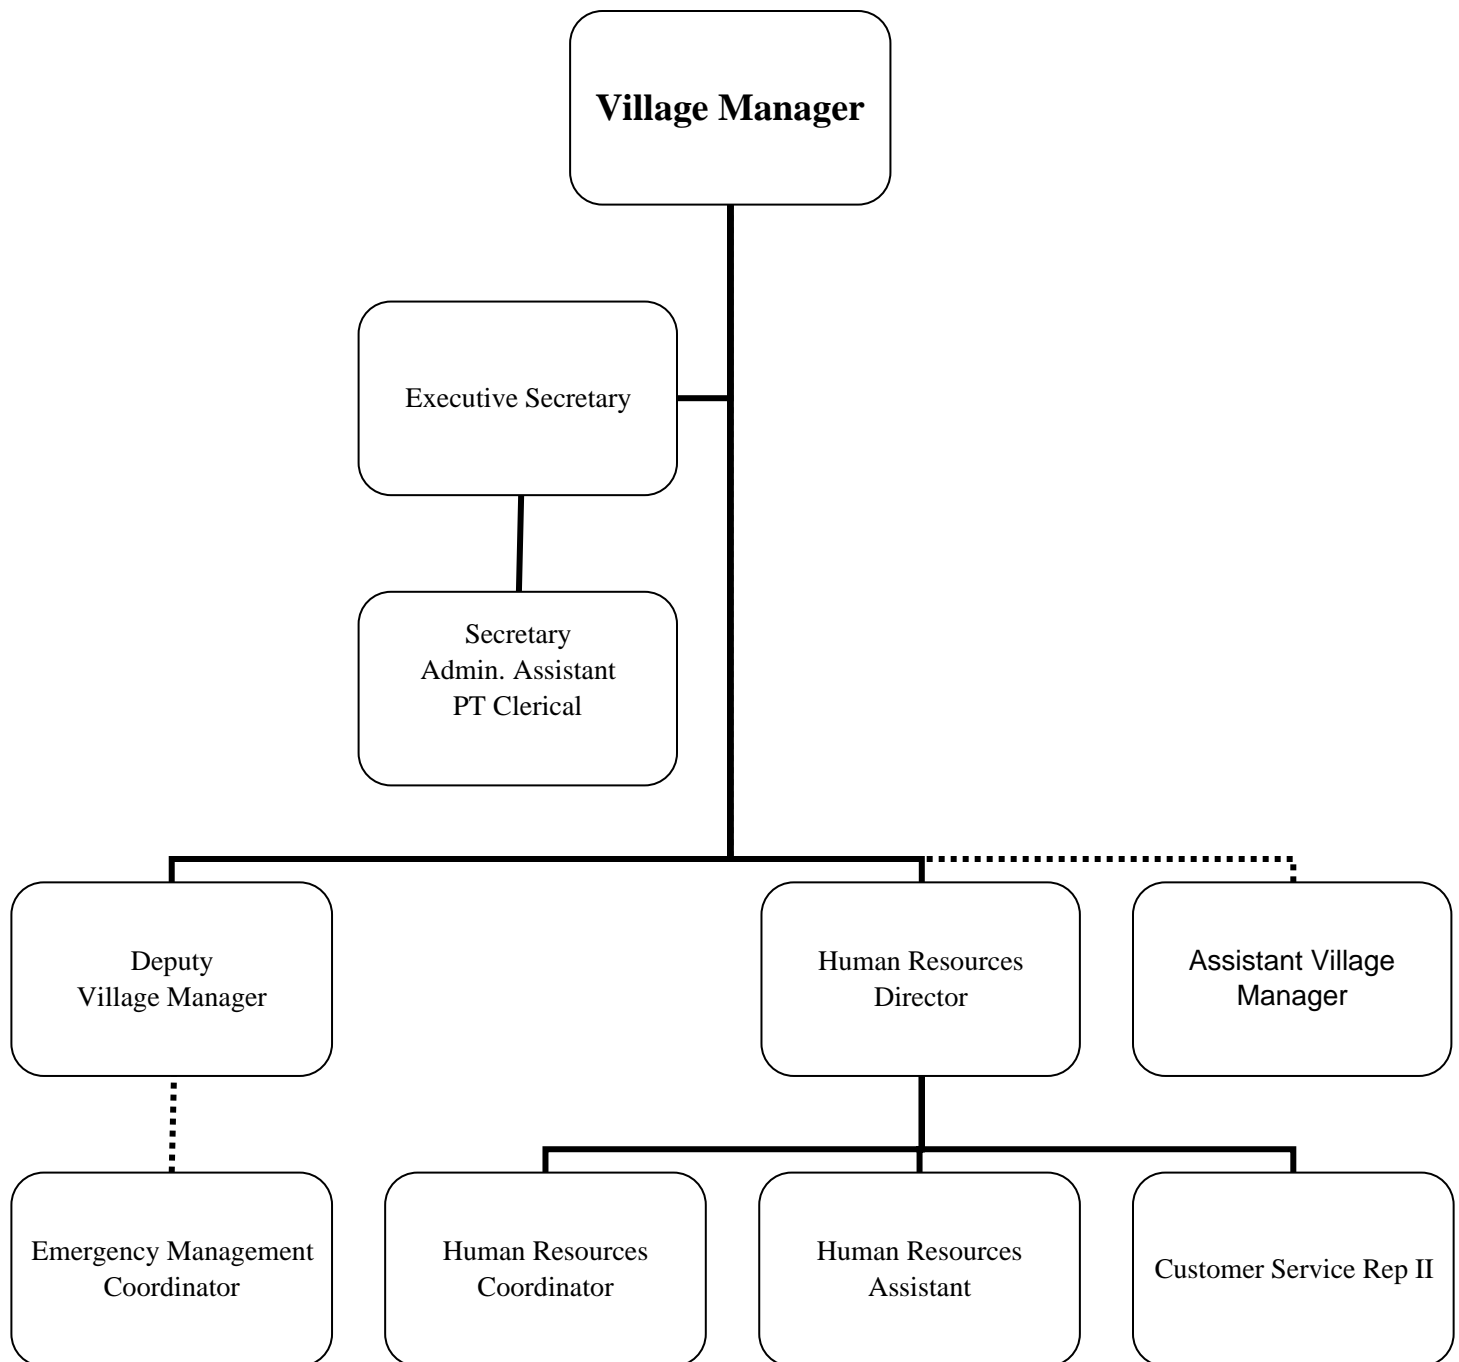 Village Manager
Executive Secretary
Secretary
Admin. Assistant
PT Clerical
Deputy
Village Manager
Human Resources
Director
Assistant Village
Manager
Emergency Management
Coordinator
Human Resources
Coordinator
Human Resources
Assistant
Customer Service Rep II